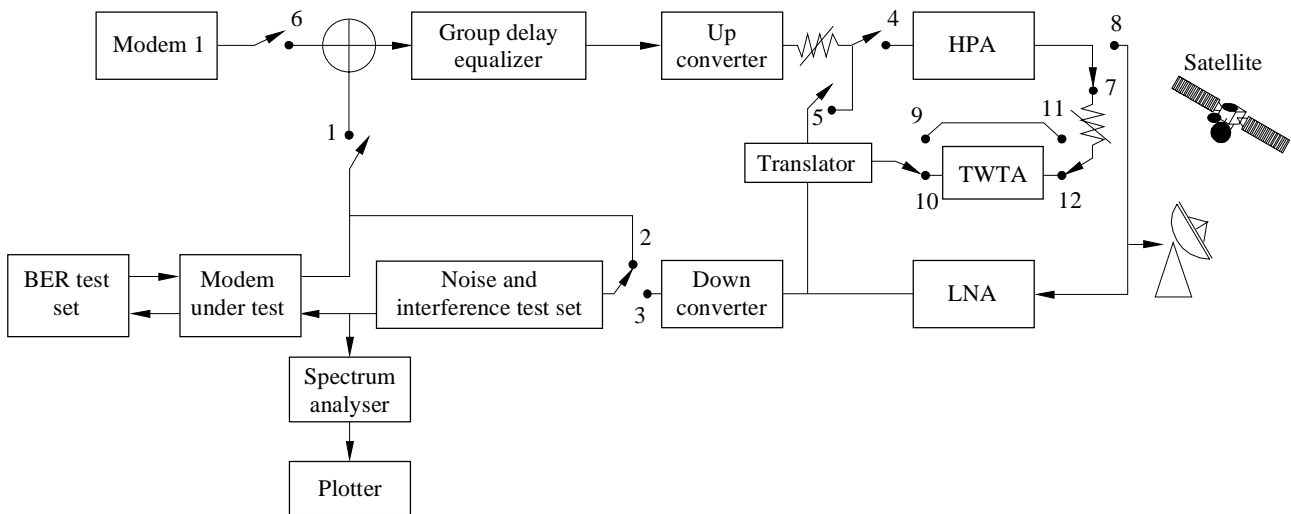 Modem 1
6
Group delay
equalizer
Up
converter
4
HPA
8
Satellite
7
5
9
11
1
Translator
TWTA
10
12
2
BER test
set
Modem
under test
Noise and
interference test set
3
Down
converter
LNA
Spectrum
analyser
Plotter